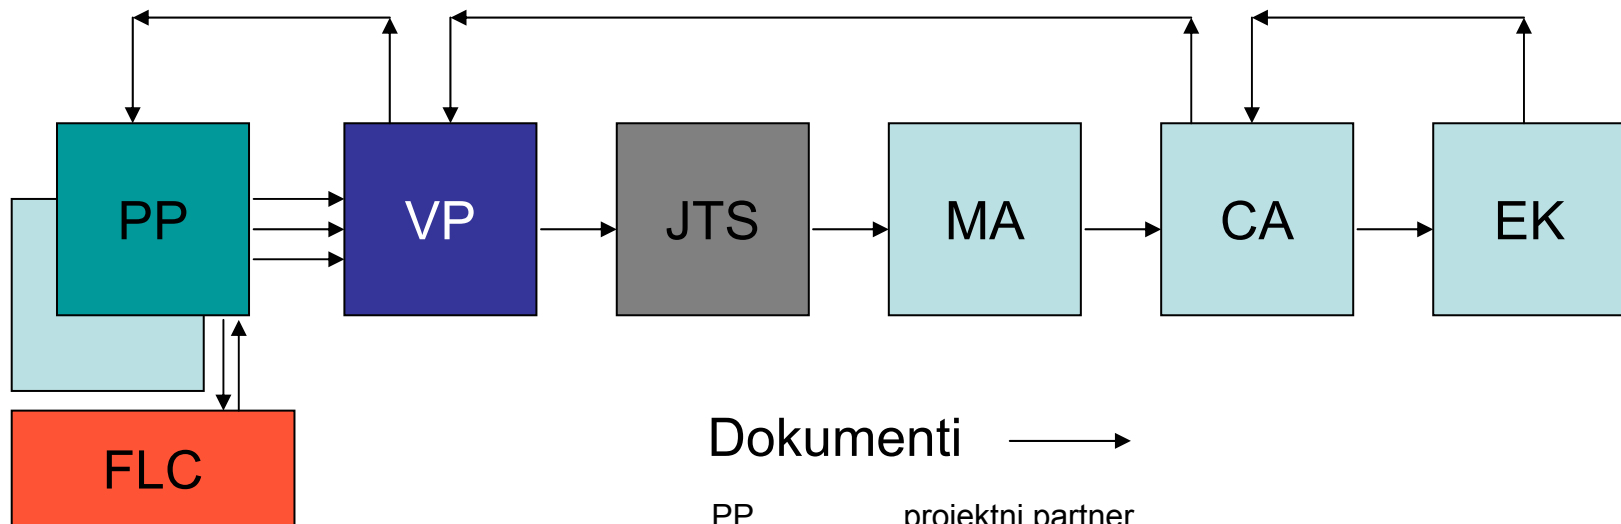 PP VP JTS MA CA EK
FLC
Dokumenti
PP projektni partner